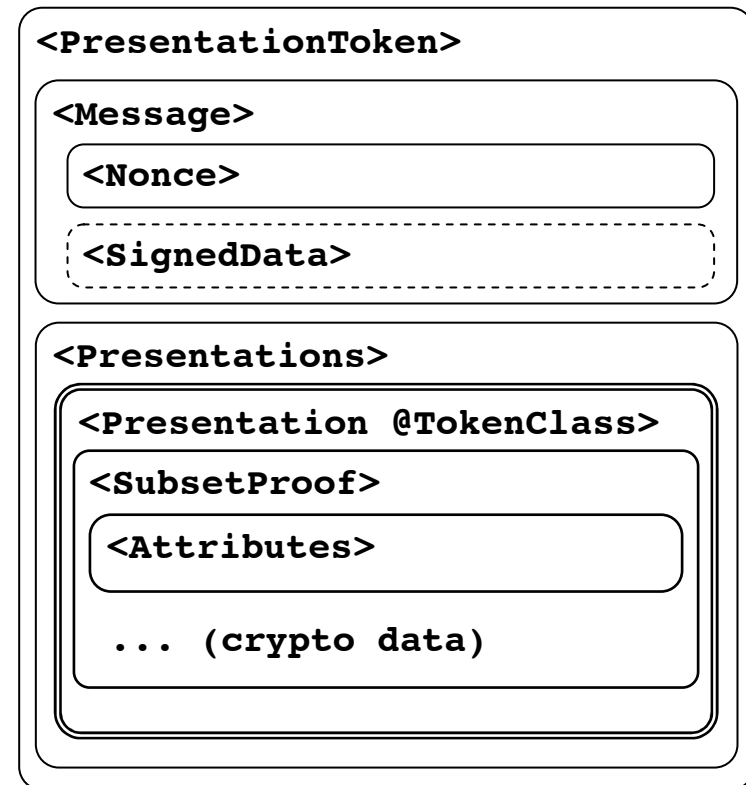 <PresentationToken>
<Message>
<Nonce>
<SignedData>
<Presentations>
<Presentation @TokenClass>
<SubsetProof>
<Attributes>
... (crypto data)